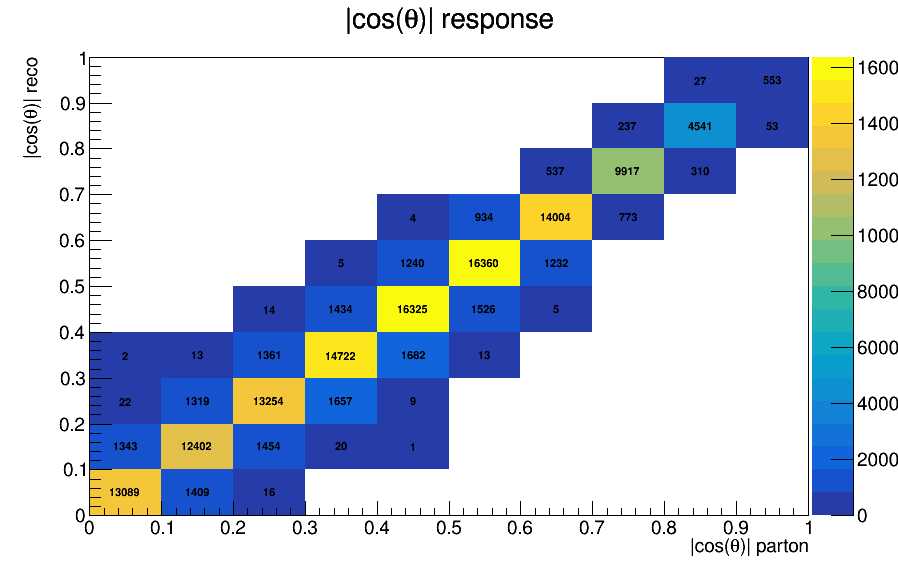 |cos(θ)| response
|cos(θ)| reco
1
0.9
0.8
0.7
0.6
0.5
0.4
0.3
0.2
0.1
0
27 553
237 4541 53
537 9917 310
4 934 14004 773
5 1240 16360 1232
14 1434 16325 1526 5
2 13 1361 14722 1682 13
22 1319 13254 1657 9
1343 12402 1454 20 1
13089 1409 16
0 0.1 0.2 0.3 0.4 0.5 0.6 0.7 0.8 0.9 1
|cos(θ)| parton
1600
1400
1200
1000
8000
6000
4000
2000
0